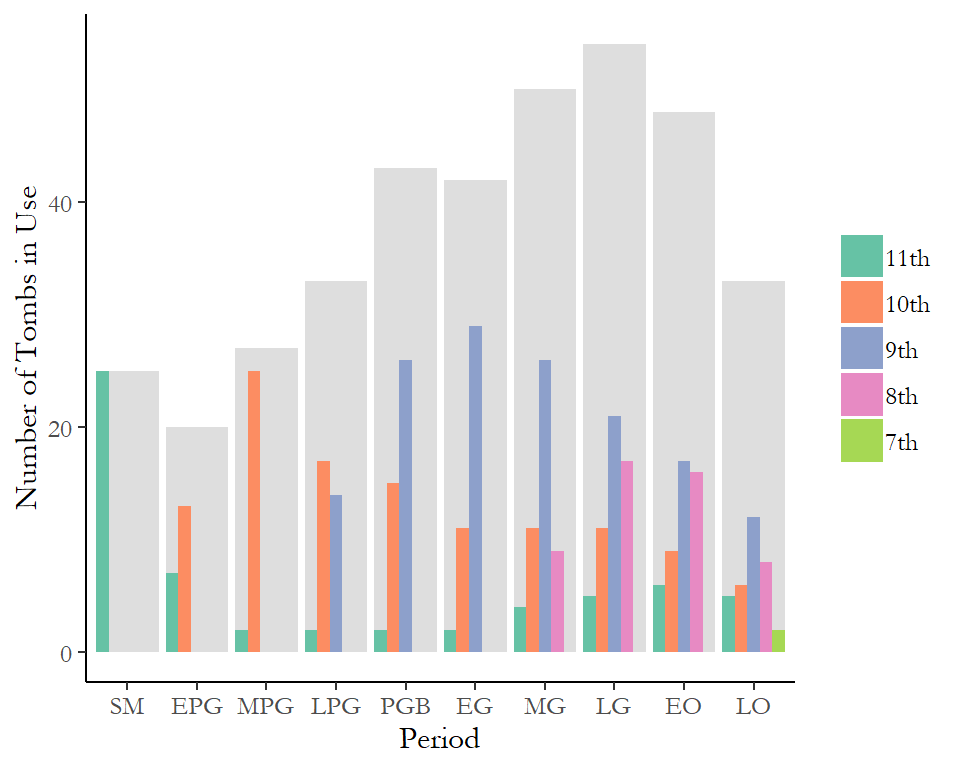 Number of Tombs in Use
40
20
0
SM EPG MPG LPG PGB EG MG LG EO LO
Period
11th
10th
9th
8th
7th